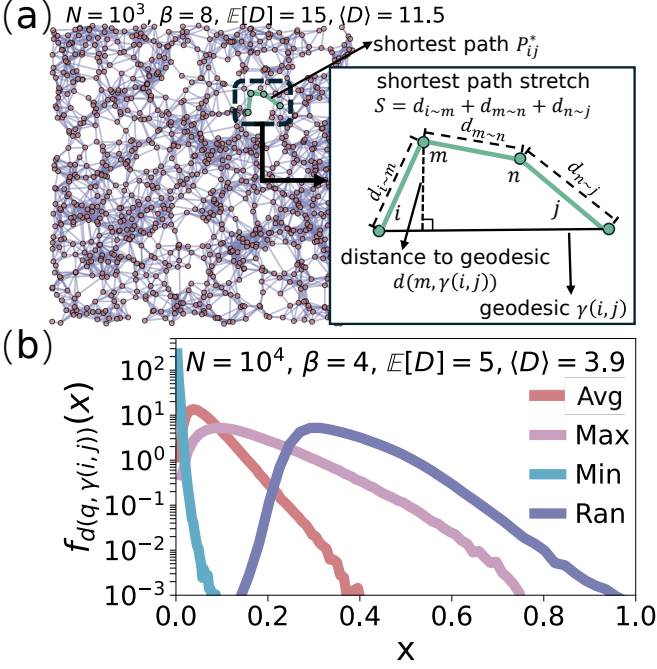 (a)
N = 10³, β = 8, 𝔼[D] = 15, ⟨D⟩ = 11.5
shortest path P*ᵢⱼ
shortest path stretch
S = dᵢ~ₘ + dₘ~ₙ + dₙ~ⱼ
dₘ~ₙ
dᵢ~ₘ
dₙ~ⱼ
m
n
i
j
distance to geodesic
d(m, γ(i, j))
geodesic γ(i, j)
(b)
N = 10⁴, β = 4, 𝔼[D] = 5, ⟨D⟩ = 3.9
f_{d(q, γ(i, j))}(x)
10²
10¹
10⁰
10⁻¹
10⁻²
10⁻³
Avg
Max
Min
Ran
0.0 0.2 0.4 0.6 0.8 1.0
x